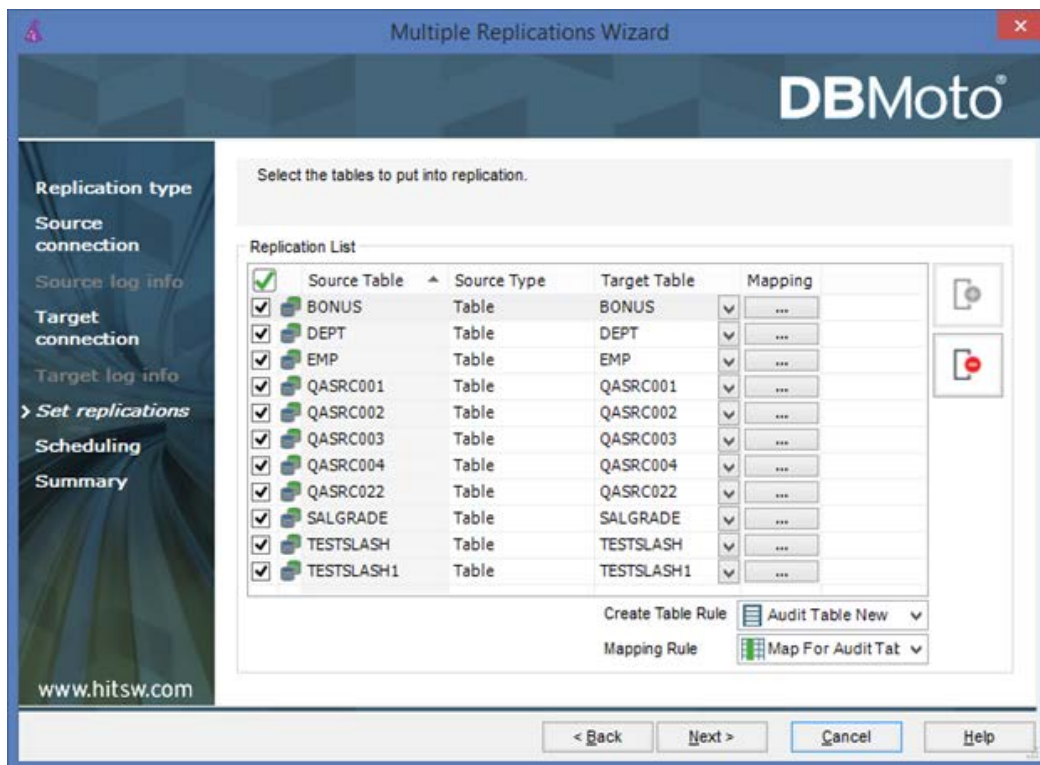 Multiple Replications Wizard
DBMoto®
Replication type
Source
connection
Source log info
Target
connection
Target log info
Set replications
Scheduling
Summary
www.hitsw.com
Select the tables to put into replication.
Replication List
Source Table Source Type Target Table Mapping
BONUS Table BONUS ...
DEPT Table DEPT ...
EMP Table EMP ...
QASRC001 Table QASRC001 ...
QASRC002 Table QASRC002 ...
QASRC003 Table QASRC003 ...
QASRC004 Table QASRC004 ...
QASRC022 Table QASRC022 ...
SALGRADE Table SALGRADE ...
TESTSLASH Table TESTSLASH ...
TESTSLASH1 Table TESTSLASH1 ...
Create Table Rule Audit Table New
Mapping Rule Map For Audit Tab
< Back Next > Cancel Help